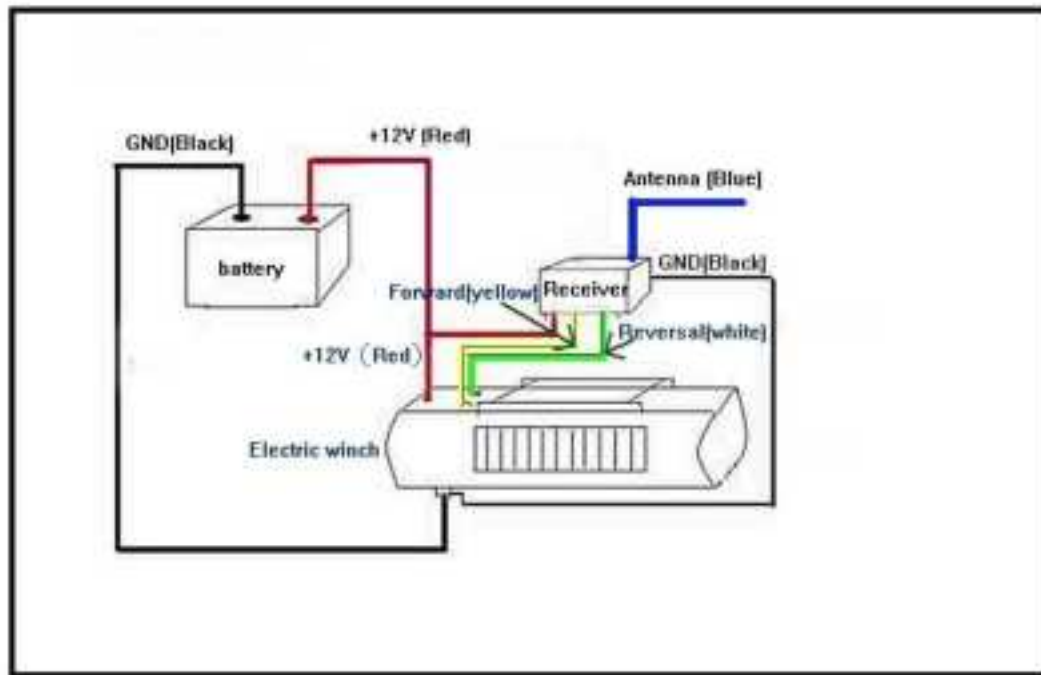 GND(Black)
+12V (Red)
Antenna (Blue)
battery
GND(Black)
Forward(yellow)
Receiver
Reversal(white)
+12V（Red）
Electric winch